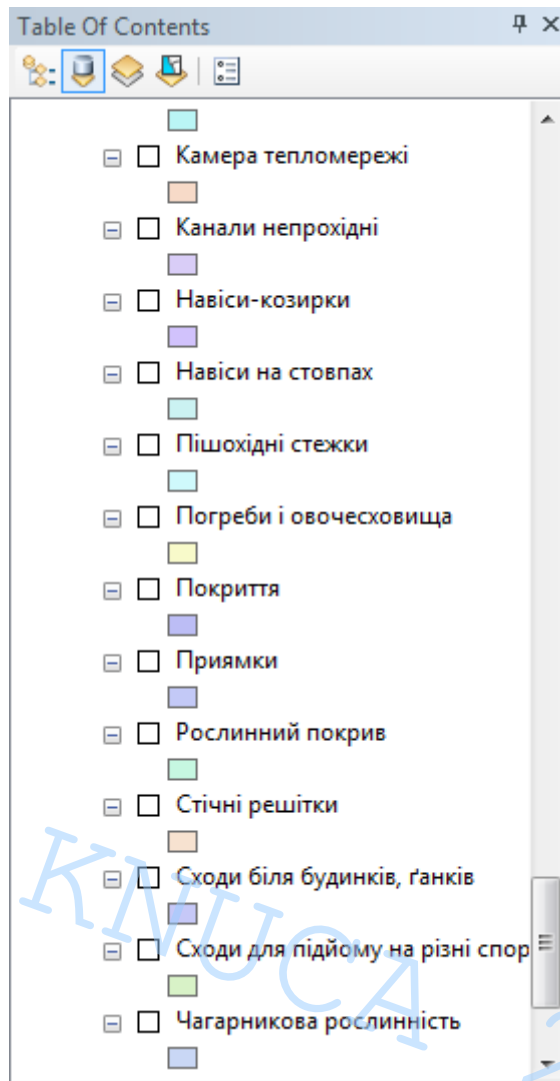 Table Of Contents
Камера тепломережі
Канали непрохідні
Навіси-козирки
Навіси на стовпах
Пішохідні стежки
Погреби і овочесховища
Покриття
Приямки
Рослинний покрив
Стічні решітки
Сходи біля будинків, ґанків
Сходи для підйому на різні спор
Чагарникова рослинність
KNUCA